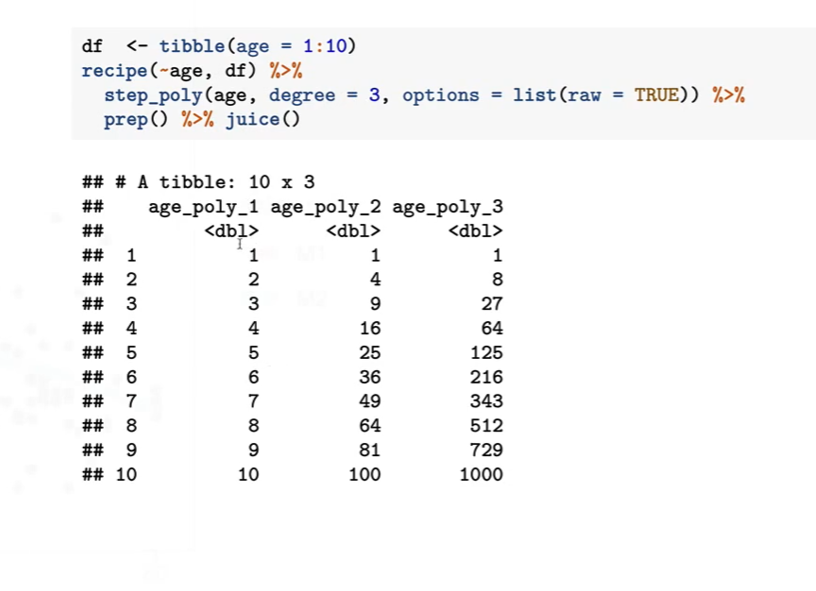 df <- tibble(age = 1:10)
recipe(~age, df) %>%
step_poly(age, degree = 3, options = list(raw = TRUE)) %>%
prep() %>% juice()
## # A tibble: 10 x 3
## age_poly_1 age_poly_2 age_poly_3
## <dbl> <dbl> <dbl>
## 1 1 1 1
## 2 2 4 8
## 3 3 9 27
## 4 4 16 64
## 5 5 25 125
## 6 6 36 216
## 7 7 49 343
## 8 8 64 512
## 9 9 81 729
## 10 10 100 1000